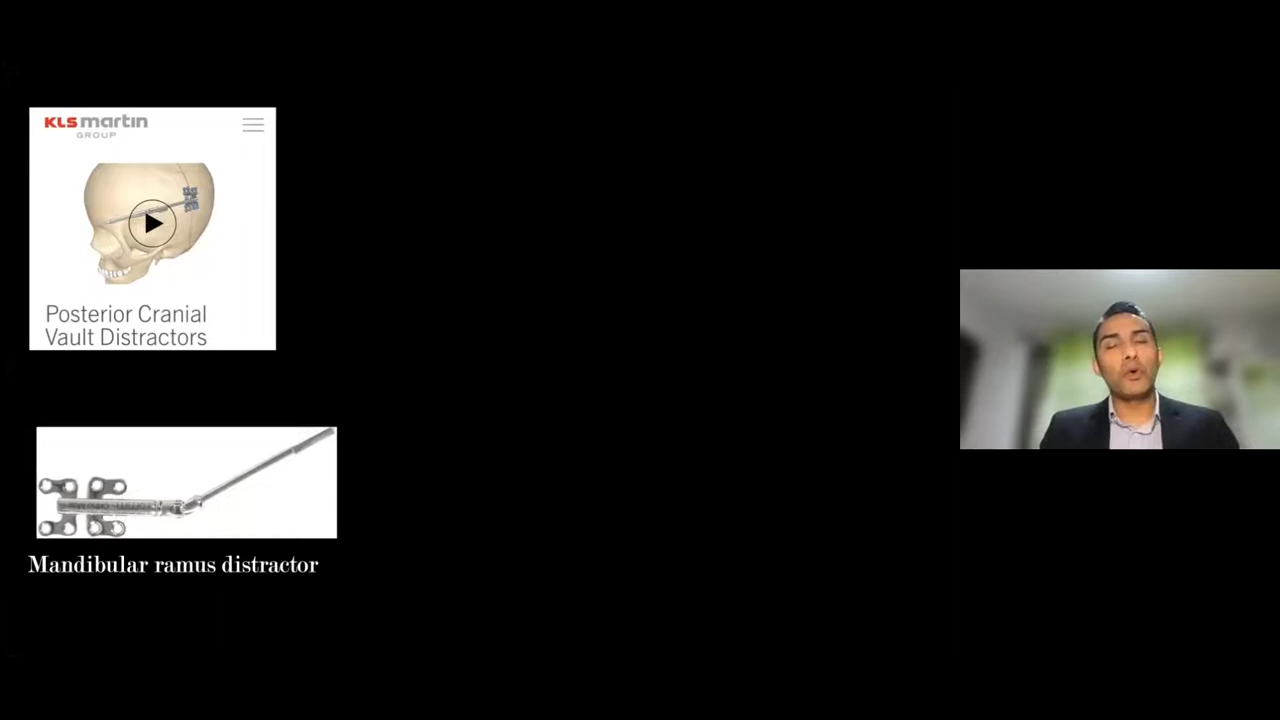 KLS martin
GROUP
Posterior Cranial
Vault Distractors
Mandibular ramus distractor